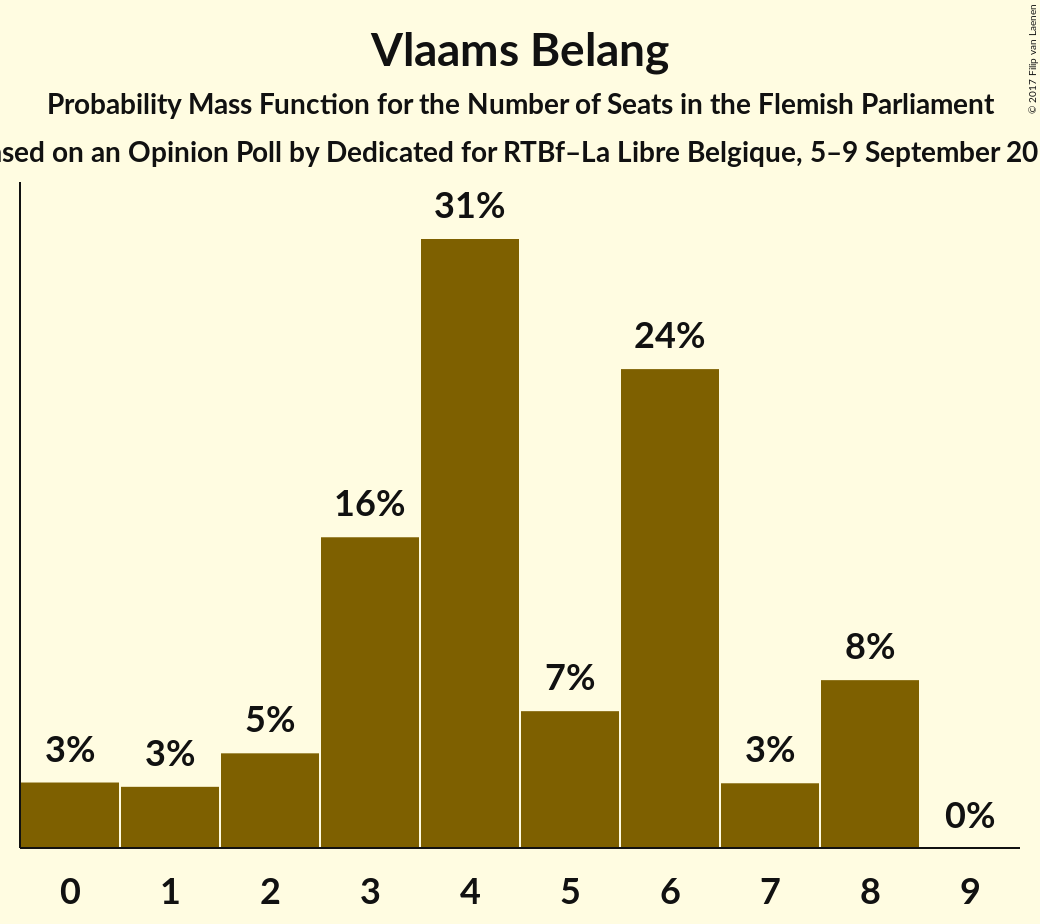 Vlaams Belang
Probability Mass Function for the Number of Seats in the Flemish Parliament
on an Opinion Poll by Dedicated for RTBf–La Libre Belgique, 5–9 September
© 2017 Filip van Laenen
31%
24%
16%
8%
7%
5%
3%
3%
3%
0%
0 1 2 3 4 5 6 7 8 9